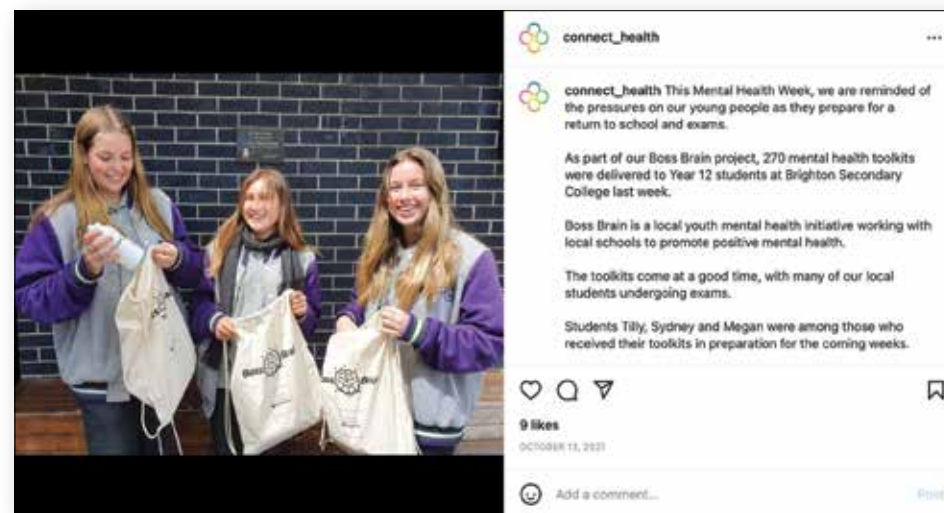 connect_health
connect_health This Mental Health Week, we are reminded of
the pressures on our young people as they prepare for a
return to school and exams.
As part of our Boss Brain project, 270 mental health toolkits
were delivered to Year 12 students at Brighton Secondary
College last week.
Boss Brain is a local youth mental health initiative working with
local schools to promote positive mental health.
The toolkits come at a good time, with many of our local
students undergoing exams.
Students Tilly, Sydney and Megan were among those who
received their toolkits in preparation for the coming weeks.
9 likes
OCTOBER 13, 2021
Add a comment...
Post
Boss Brain